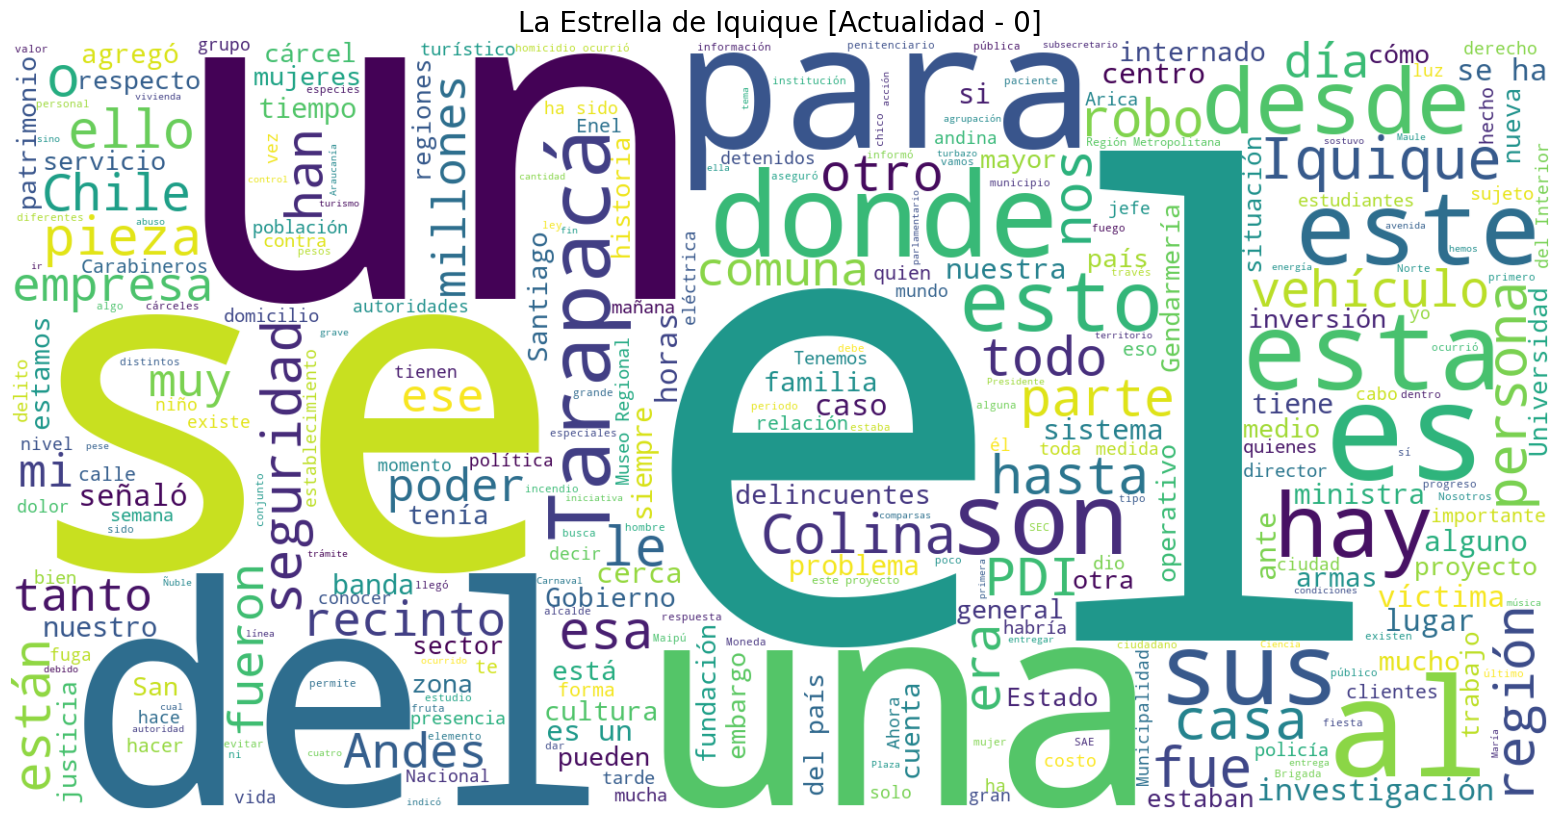 La Estrella de Iquique [Actualidad - 0]
valor
agregó
grupo
cárcel
turístico
homicidio ocurrió
información
penitenciario
pública
subsecretario
internado
día
cómo
derecho
o
respecto
mujeres
un
para
institución
paciente
centro
luz
se ha
personal
vivienda
especies
tiempo
regiones
ha sido
tema
acción
si
Arica
robo
desde
hecho
nueva
patrimonio
ello
sino
vez
han
Enel
agrupación
chico
andina
Región Metropolitana
sostuvo
Maule
servicio
control
Araucanía
millones
cantidad
historia
ella
detenidos
aseguró
informó
turbazo
vamos
mayor
Iquique
Chile
turismo
Tarapacá
otro
municipio
nos
situación
estudiantes
sujeto
diferentes
abuso
población
ley
fin
donde
parlamentario
jefe
fuego
este
avenida
hemos
del Interior
pieza
contra
pesos
Santiago
eléctrica
comuna
quien
nuestra
país
través
Gendarmería
energía
Norte
primero
ir
Carabineros
empresa
algo
cárceles
autoridades
mañana
mundo
esto
vehículo
persona
domicilio
grave
horas
territorio
eso
inversión
yo
Universidad
ocurrió
delito
estamos
distintos
muy
seguridad
se
tienen
ese
grande
Museo Regional
Tenemos
debe
familia
el
todo
Presidente
esta
niño
existe
establecimiento
periodo
caso
estaba
relación
alguna
parte
tiene
cabo
dentro
nivel
pese
mi
calle
política
momento
especiales
siempre
él
sistema
toda medida
medio
quienes
es
sí
señaló
poder
incendio
iniciativa
delincuentes
hasta
director
progreso
Nosotros
dolor
semana
sido
conjunto
tenía
hombre
comparsas
tipo
SEC
operativo
ministra
importante
trámite
busca
le
Colina
son
hay
decir
problema
ante
alguno
bien
Ñuble
banda
llegó
Carnaval
cerca
este proyecto
poco
primera
PDI
dio
otra
ciudad
armas
condiciones
proyecto
tanto
conocer
Gobierno
general
víctima
música
nuestro
línea
recinto
alcalde
esa
respuesta
habría
entregar
lugar
del
fueron
sector
Maipú
Moneda
una
era
ciudadano
Ciencia
existen
fuga
debido
ocurrido
te
está
sus
público
mucho
último
están
San
cual
permite
zona
estudio
forma
fundación
embargo
Estado
clientes
trabajo
región
justicia
hace
autoridad
fruta
presencia
cultura
del país
Ahora
cuenta
Municipalidad
casa
fiesta
al
María
hacer
evitar
ni
cuatro
elemento
es un
dar
mujer
SAE
policía
entrega
Andes
Nacional
pueden
Plaza
costo
fue
Brigada
vida
indicó
tarde
mucha
solo
ha
gran
estaban
investigación